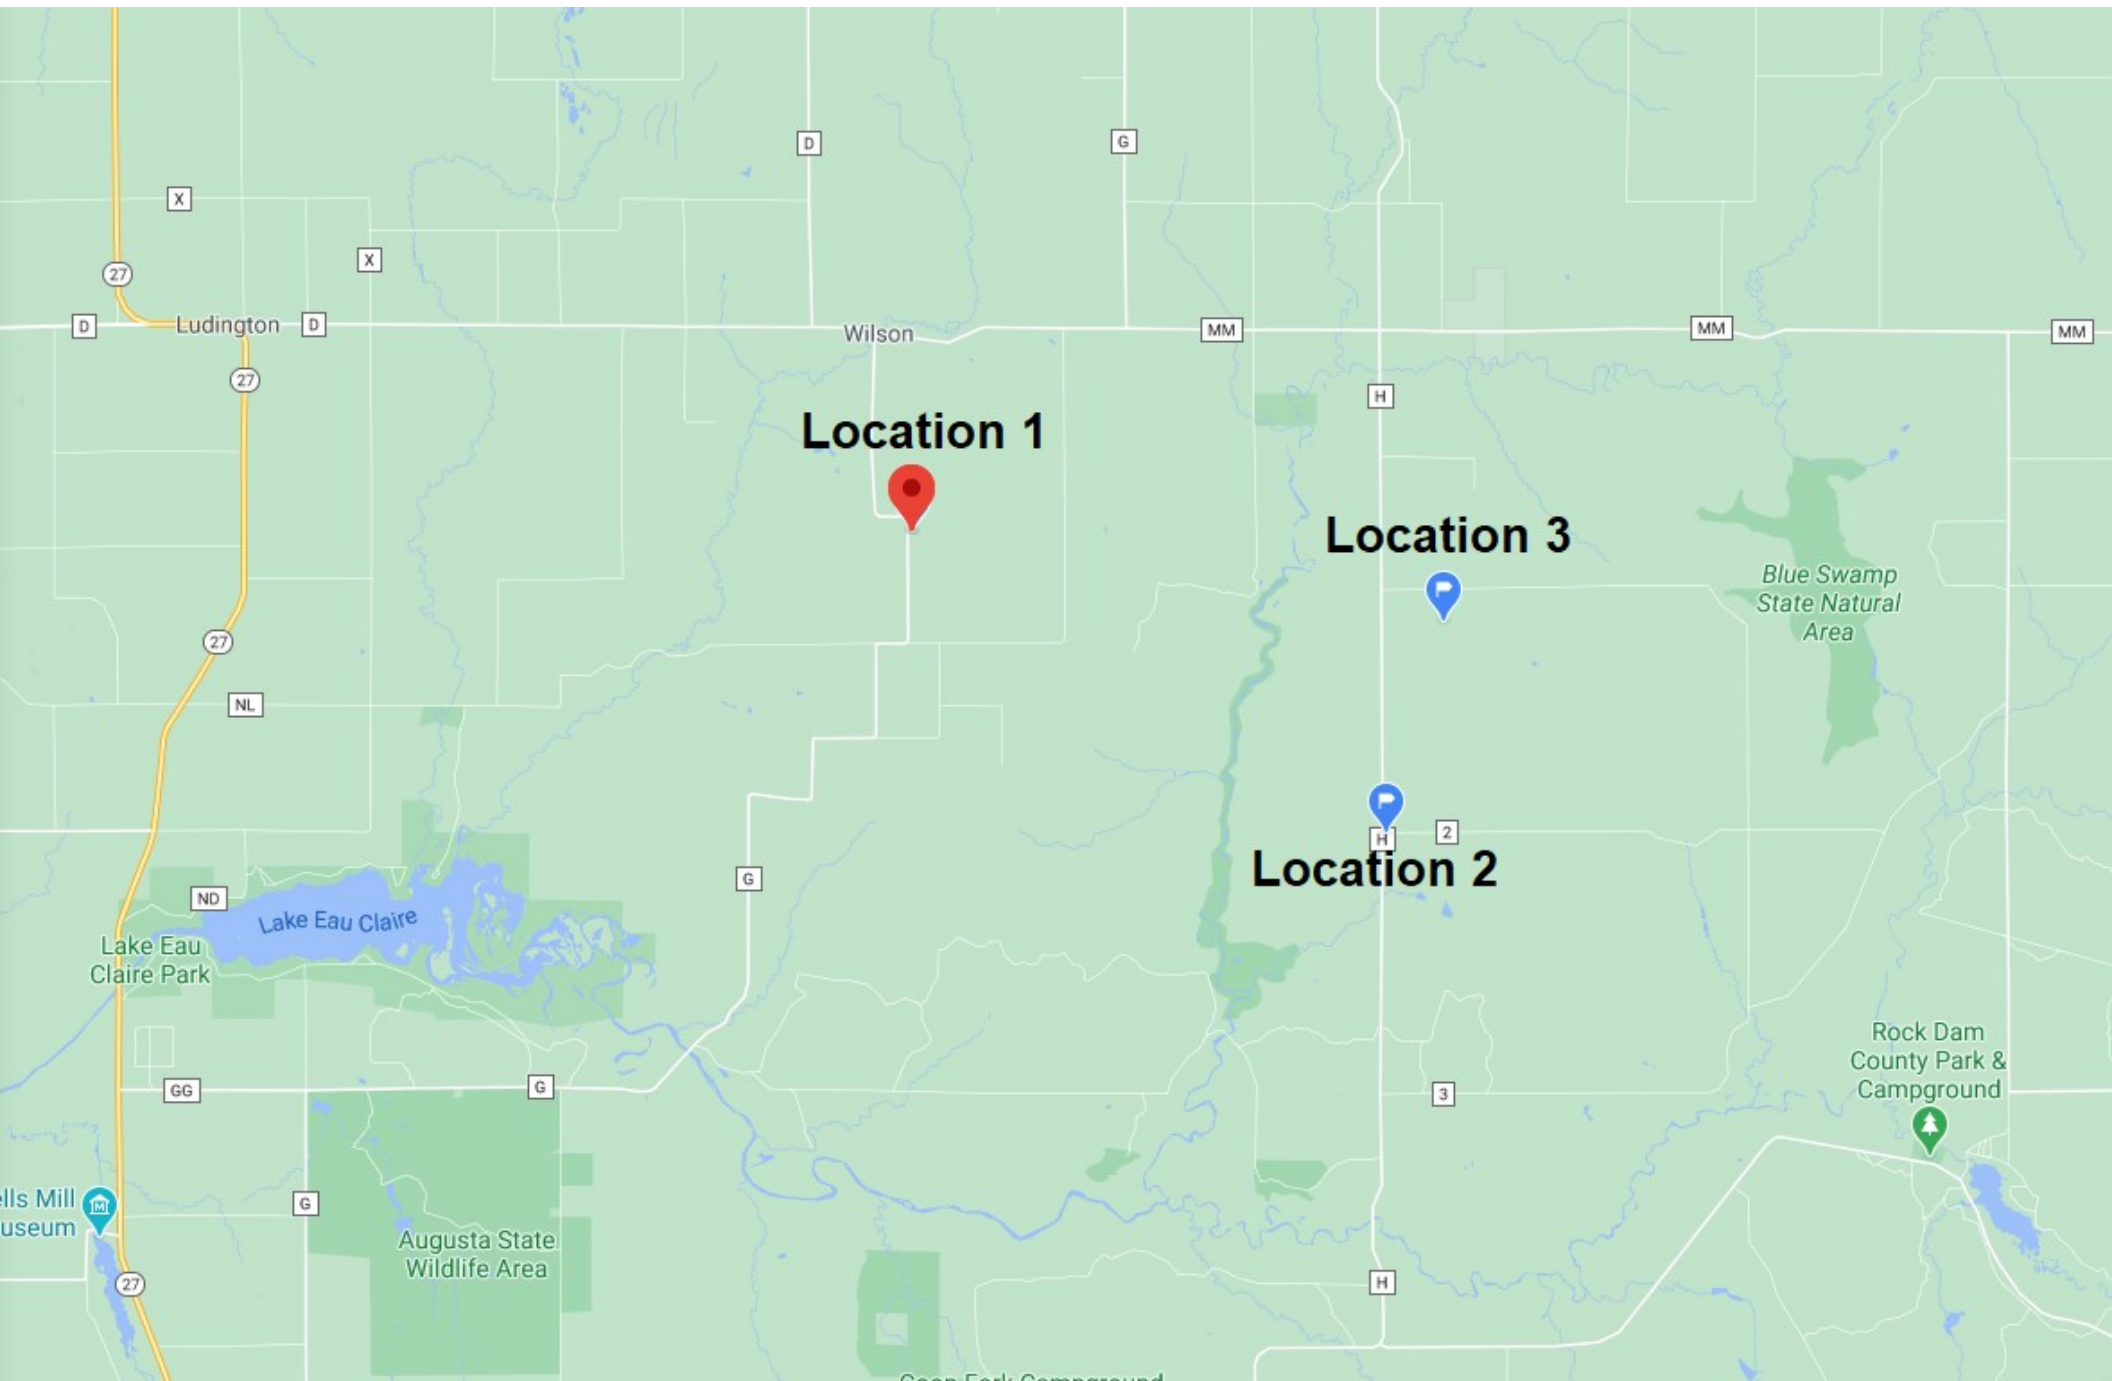 D
G
X
X
27
D
Ludington
D
Wilson
MM
MM
MM
27
H
Location 1
Location 3
Blue Swamp
State Natural
Area
27
NL
H
2
Location 2
G
ND
Lake Eau Claire
Lake Eau
Claire Park
Rock Dam
County Park &
Campground
GG
G
3
M
lls Mill
useum
G
Augusta State
Wildlife Area
27
H